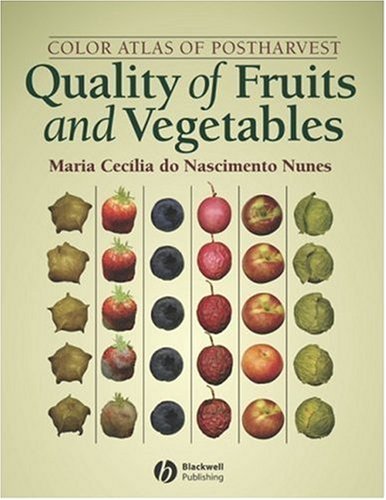 COLOR ATLAS OF POSTHARVEST
Quality of Fruits
and Vegetables
Maria Cecília do Nascimento Nunes
Blackwell
Publishing